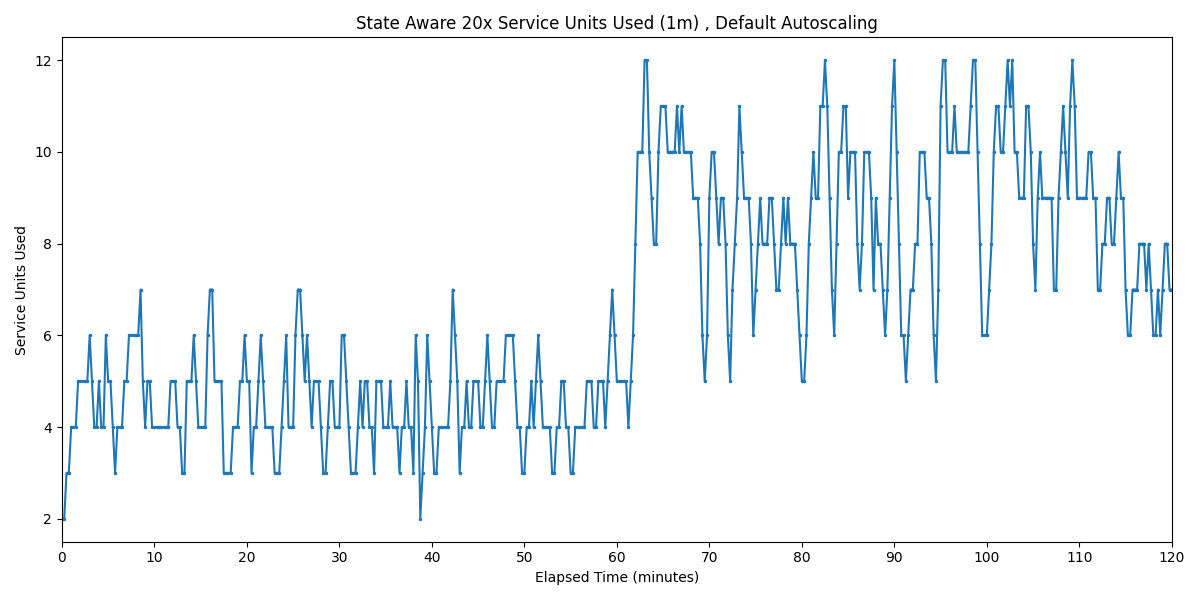 State Aware 20x Service Units Used (1m) , Default Autoscaling
12
10
8
6
4
2
Service Units Used
0 10 20 30 40 50 60 70 80 90 100 110 120
Elapsed Time (minutes)